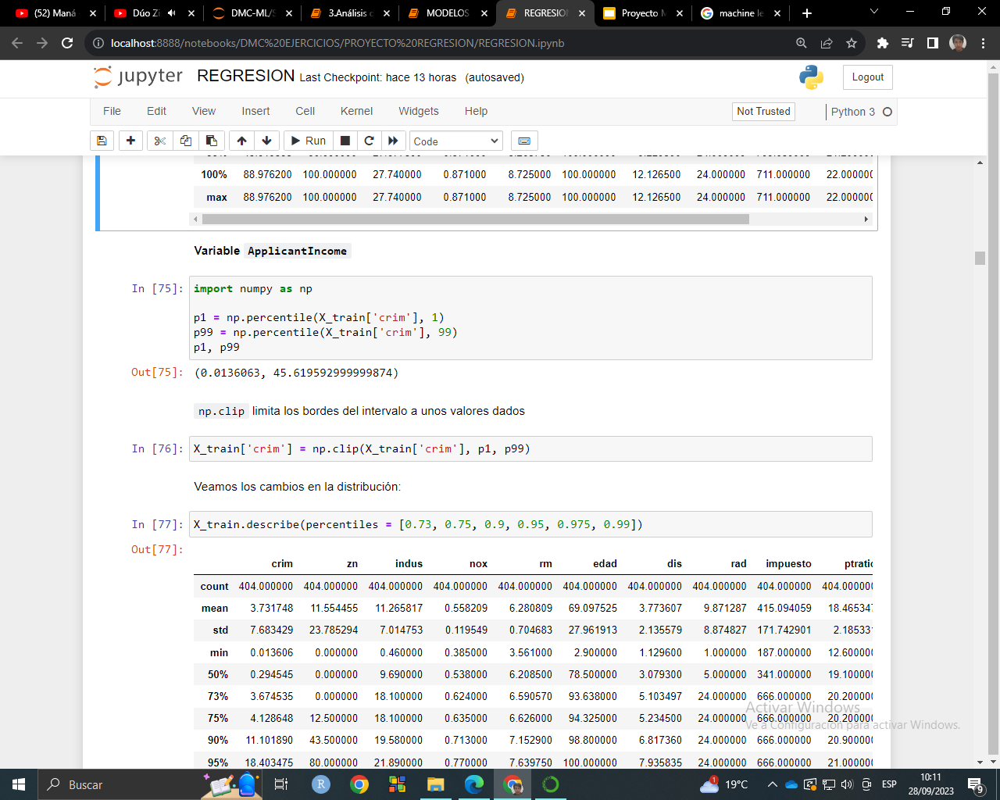 (52) Maná
Dúo Zi
DMC-ML/S
3.Análisis
MODELOS
REGRESIO
Proyecto M
machine le
localhost:8888/notebooks/DMC%20EJERCICIOS/PROYECTO%20REGRESION/REGRESION.ipynb
jupyter REGRESION Last Checkpoint: hace 13 horas (autosaved)
Logout
File Edit View Insert Cell Kernel Widgets Help
Not Trusted Python 3
Run Code
100% 88.976200 100.000000 27.740000 0.871000 8.725000 100.000000 12.126500 24.000000 711.000000 22.000000
max 88.976200 100.000000 27.740000 0.871000 8.725000 100.000000 12.126500 24.000000 711.000000 22.000000
Variable ApplicantIncome
In [75]: import numpy as np
p1 = np.percentile(X_train['crim'], 1)
p99 = np.percentile(X_train['crim'], 99)
p1, p99
Out[75]: (0.0136063, 45.619592999999874)
np.clip limita los bordes del intervalo a unos valores dados
In [76]: X_train['crim'] = np.clip(X_train['crim'], p1, p99)
Veamos los cambios en la distribución:
In [77]: X_train.describe(percentiles = [0.73, 0.75, 0.9, 0.95, 0.975, 0.99])
Out[77]:
crim zn indus nox rm edad dis rad impuesto ptratio
count 404.000000 404.000000 404.000000 404.000000 404.000000 404.000000 404.000000 404.000000 404.000000 404.000000
mean 3.731748 11.554455 11.265817 0.558209 6.280809 69.097525 3.773607 9.871287 415.094059 18.465347
std 7.683429 23.785294 7.014753 0.119549 0.704683 27.961913 2.135579 8.874827 171.742901 2.18533
min 0.013606 0.000000 0.460000 0.385000 3.561000 2.900000 1.129600 1.000000 187.000000 12.600000
50% 0.294545 0.000000 9.690000 0.538000 6.208500 78.500000 3.079300 5.000000 341.000000 19.100000
73% 3.674535 0.000000 18.100000 0.624000 6.590570 93.638000 5.103497 24.000000 666.000000 20.200000
75% 4.128648 12.500000 18.100000 0.635000 6.626000 94.325000 5.234500 24.000000 666.000000 20.200000
90% 11.101890 43.500000 19.580000 0.713000 7.152900 98.800000 6.817360 24.000000 666.000000 20.900000
95% 18.403475 80.000000 21.890000 0.770000 7.639750 100.000000 7.935835 24.000000 666.000000 21.000000
Activar Windows
Ve a Configuración para activar Windows.
Buscar
19°C
ESP
10:11
28/09/2023